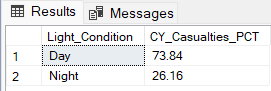 Results Messages
Light_Condition CY_Casualties_PCT
1 Day 73.84
2 Night 26.16